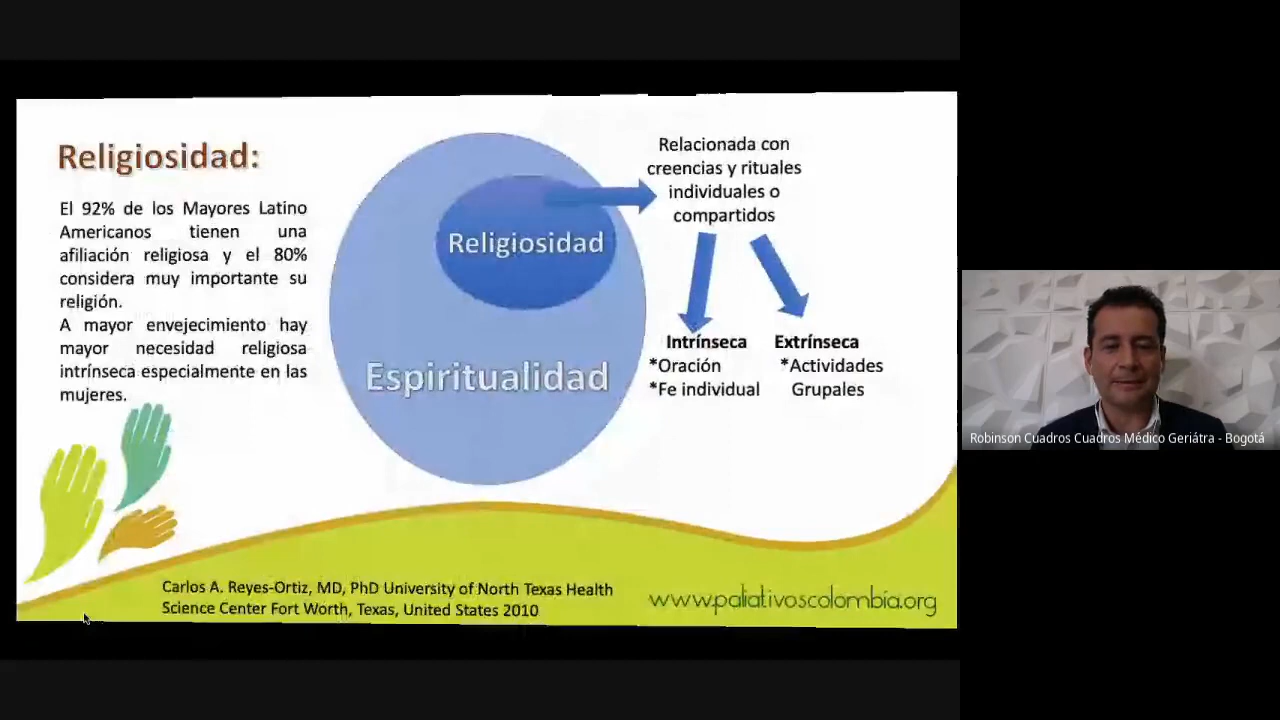 Religiosidad:
El 92% de los Mayores Latino
Americanos tienen una
afiliación religiosa y el 80%
considera muy importante su
religión.
A mayor envejecimiento hay
mayor necesidad religiosa
intrínseca especialmente en las
mujeres.
Religiosidad
Espiritualidad
Relacionada con
creencias y rituales
individuales o
compartidos
Intrínseca
*Oración
*Fe individual
Extrínseca
*Actividades
Grupales
Carlos A. Reyes-Ortiz, MD, PhD University of North Texas Health
Science Center Fort Worth, Texas, United States 2010
www.paliativoscolombia.org
Robinson Cuadros Cuadros Médico Geriátra - Bogotá